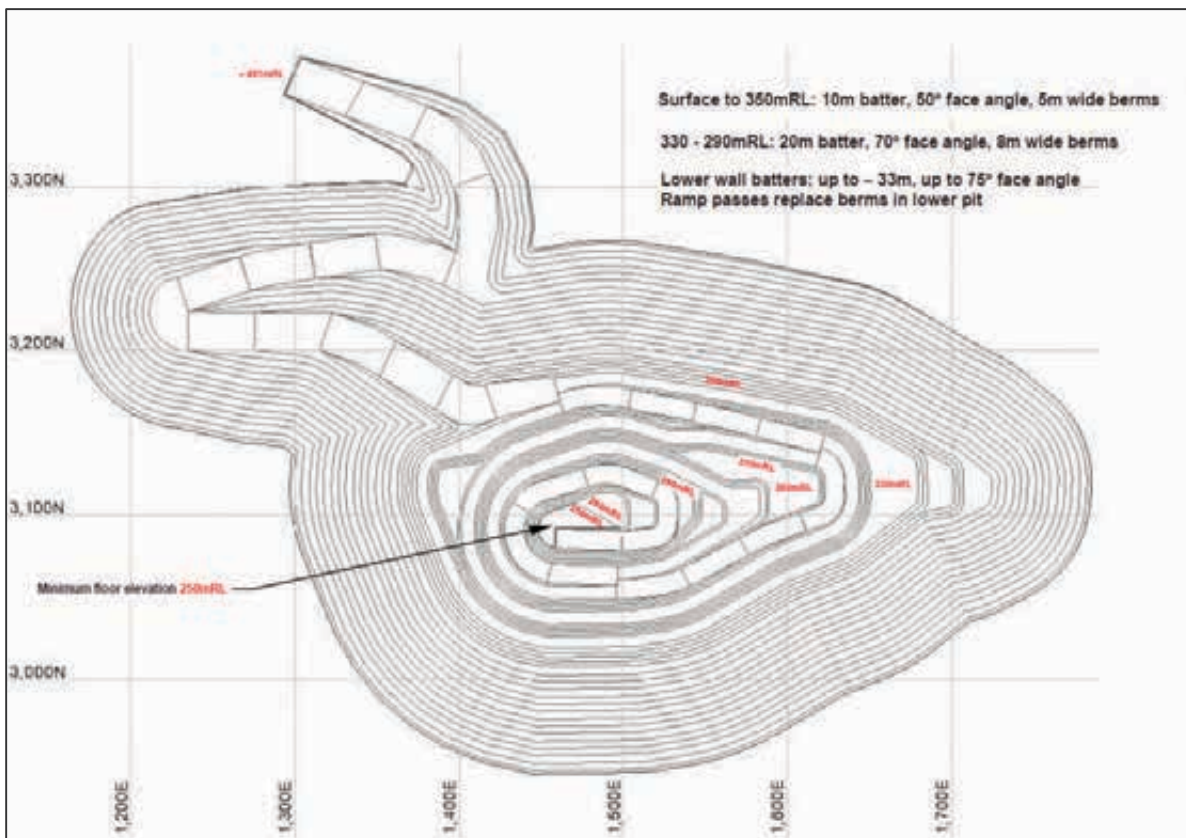 Surface to 350mRL: 10m batter, 50° face angle, 5m wide berms
330 - 290mRL: 20m batter, 70° face angle, 8m wide berms
Lower wall batters: up to ~ 33m, up to 75° face angle
Ramp passes replace berms in lower pit
3,300N
3,200N
3,100N
Minimum floor elevation 250mRL
3,000N
1,200E
1,300E
1,400E
1,500E
1,600E
1,700E